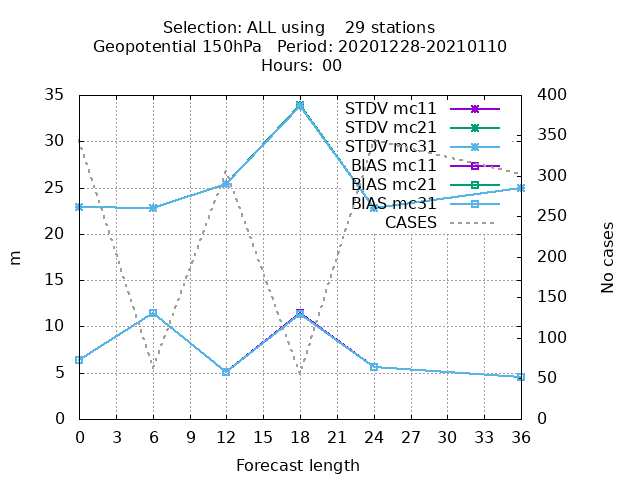 Selection: ALL using 29 stations
Geopotential 150hPa Period: 20201228-20210110
Hours: 00
35
30
25
20
15
10
5
0
m
400
350
300
250
200
150
100
50
0
No cases
STDV mc11
STDV mc21
STDV mc31
BIAS mc11
BIAS mc21
BIAS mc31
CASES
0 3 6 9 12 15 18 21 24 27 30 33 36
Forecast length